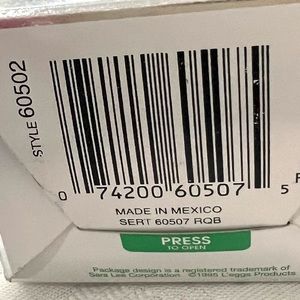 STYLE 60502
0 74200 60507 5
MADE IN MEXICO
SERT 60507 RQB
PRESS
TO OPEN
Package design is a registered trademark of
Sara Lee Corporation ©1995 L'eggs Products